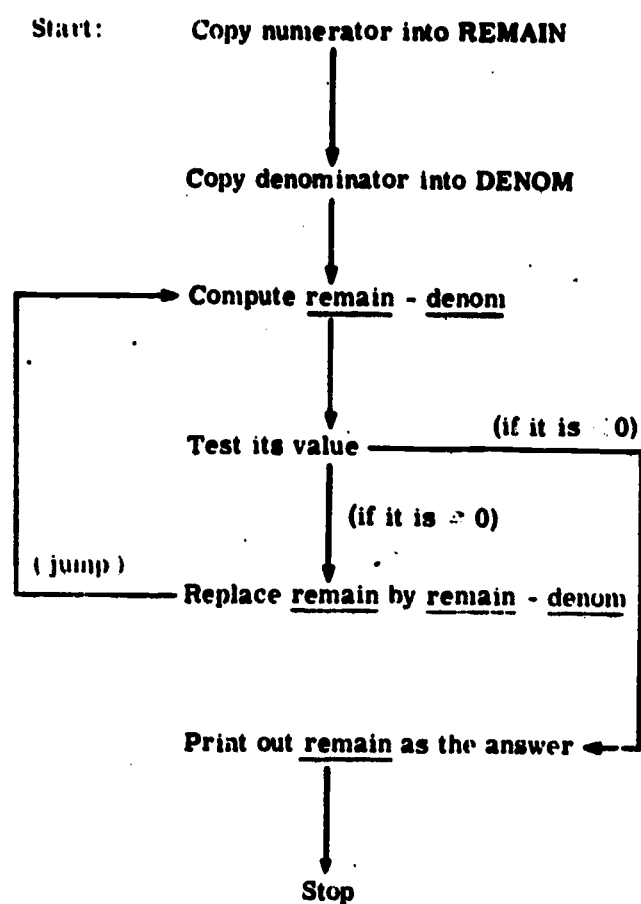 Start: Copy numerator into REMAIN
Copy denominator into DENOM
Compute remain - denom
Test its value (if it is 0)
(if it is 0)
(jump)
Replace remain by remain - denom
Print out remain as the answer
Stop